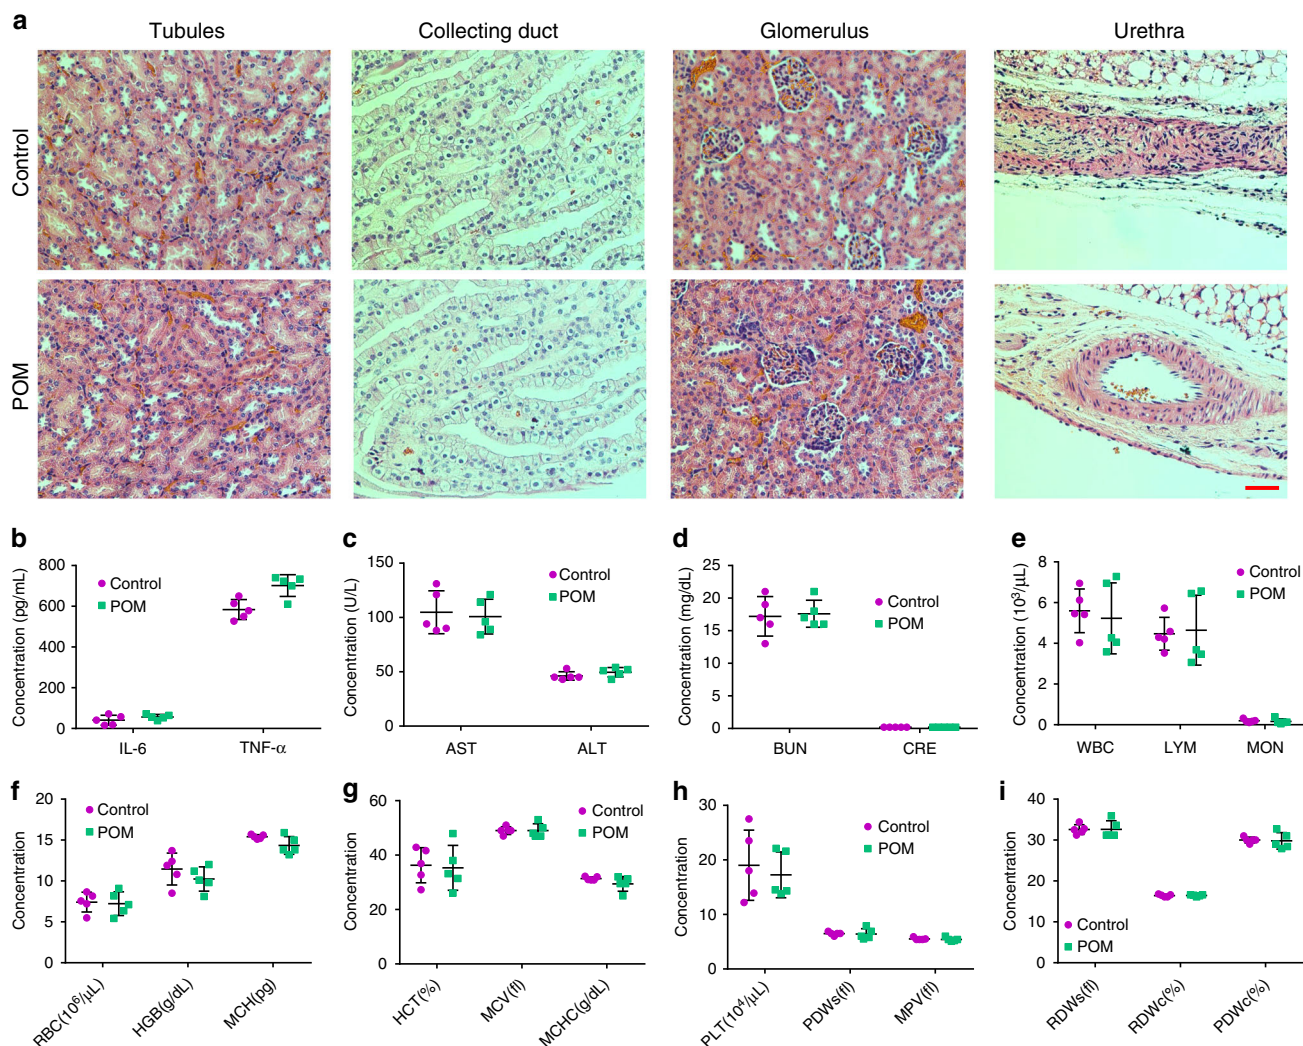 a
Tubules
Collecting duct
Glomerulus
Urethra
Control
POM
b
Concentration (pg/mL)
800
600
400
200
0
Control
POM
IL-6
TNF-α
c
Concentration (U/L)
150
100
50
0
Control
POM
AST
ALT
d
Concentration (mg/dL)
25
20
15
10
5
0
Control
POM
BUN
CRE
e
Concentration (10³/μL)
8
6
4
2
0
Control
POM
WBC
LYM
MON
f
Concentration
20
15
10
5
0
Control
POM
RBC(10⁶/μL)
HGB(g/dL)
MCH(pg)
g
Concentration
60
40
20
0
Control
POM
HCT(%)
MCV(fl)
MCHC(g/dL)
h
Concentration
30
20
10
0
Control
POM
PLT(10⁴/μL)
PDWs(fl)
MPV(fl)
i
Concentration
40
30
20
10
0
Control
POM
RDWs(fl)
RDWc(%)
PDWc(%)